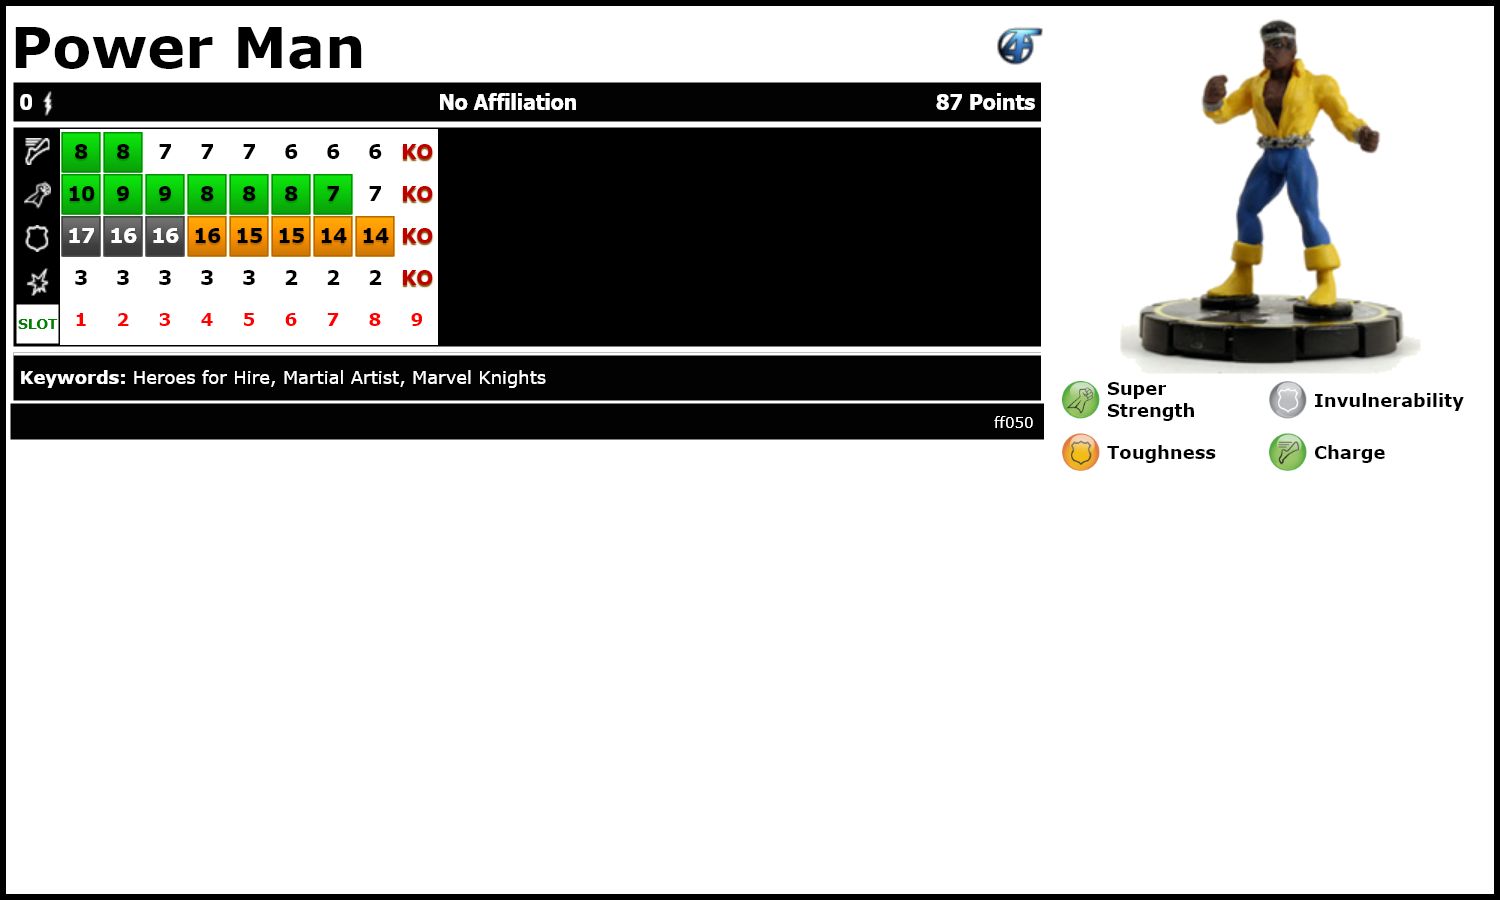 Power Man
0 No Affiliation 87 Points
8 8 7 7 7 6 6 6 KO
10 9 9 8 8 8 7 7 KO
17 16 16 16 15 15 14 14 KO
3 3 3 3 3 2 2 2 KO
SLOT 1 2 3 4 5 6 7 8 9
Keywords: Heroes for Hire, Martial Artist, Marvel Knights
ff050
Super
Strength
Invulnerability
Toughness
Charge